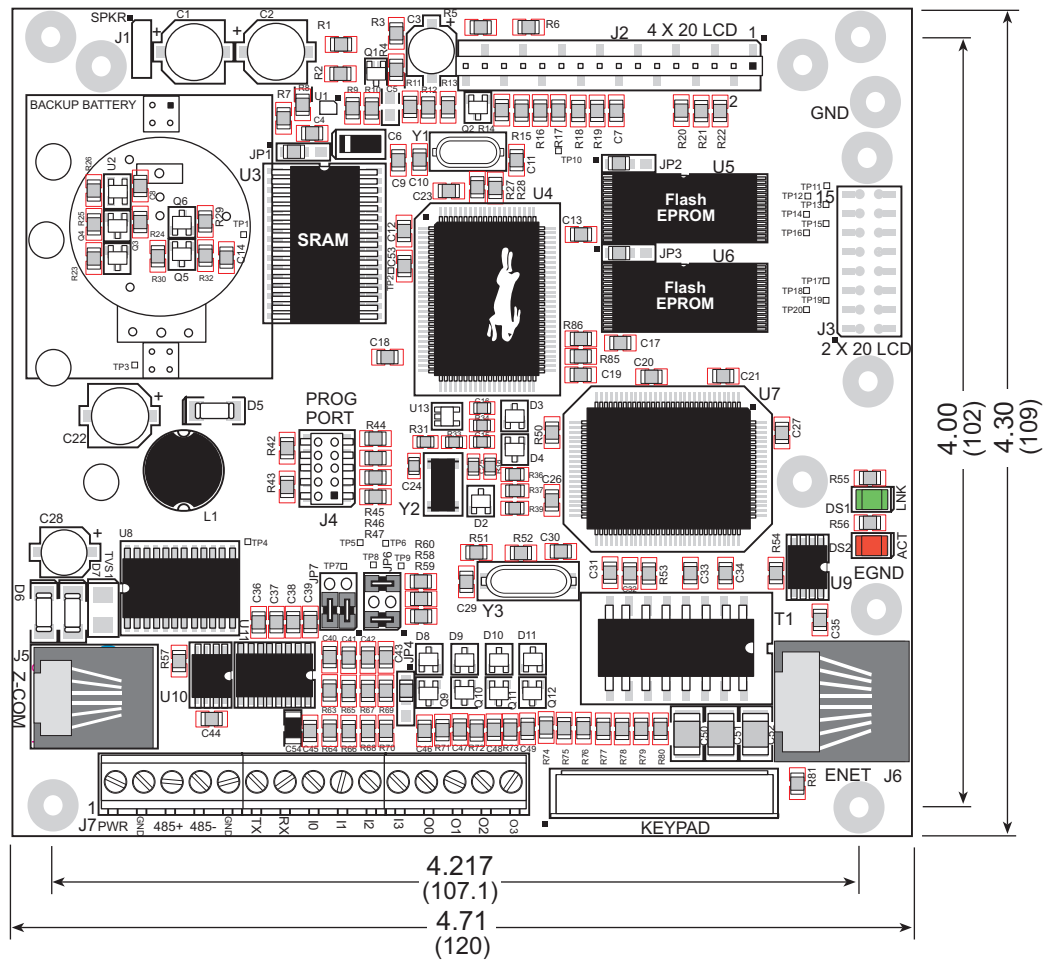 SPKR
J1
C1
C2
R1
R2
R3
R4
C3
R5
R6
Q1
J2
4 X 20 LCD
1
2
BACKUP BATTERY
R7
R8
U1
R9
R10
C5
R11
R12
R13
Q2
R14
R15
R16
R17
R18
R19
C7
R20
R21
R22
GND
C4
C6
JP1
U3
Y1
C9
C10
C11
TP10
JP2
U5
Flash
EPROM
JP3
U6
Flash
EPROM
R26
U2
C8
R25
Q4
Q3
R24
Q6
R29
TP1
R23
R30
Q5
R32
C14
TP3
SRAM
C12
C53
TP2
C23
R27
R28
U4
C13
TP11
15
TP12
TP13
TP14
TP15
TP16
TP17
TP18
TP19
TP20
J3
2 X 20 LCD
C18
R86
R85
C17
C19
C20
C21
U7
C22
D5
L1
PROG
PORT
R42
R43
R44
R45
R46
R47
J4
U13
R31
R33
R34
C16
D3
D4
R50
C24
Y2
R36
R37
R39
D2
C26
C27
4.00
(102)
4.30
(109)
R55
DS1
LNK
R56
DS2
ACT
EGND
C28
D7
TVS1
D6
U8
TP4
TP5
TP6
TP7
TP8
TP9
JP7
JP6
R60
R58
R59
R51
R52
C30
C29
Y3
C31
C32
R53
C33
C34
R54
U9
C35
C36
C37
C38
C39
J5
Z-COM
R57
U11
U10
C44
C40
C41
C42
C43
JP4
R63
R65
R67
R69
C54
C45
R64
R66
R68
R70
D8
D9
D10
D11
Q9
Q10
Q11
Q12
C46
R71
C47
R72
C48
R73
C49
R74
R75
R76
R77
R78
R79
R80
T1
C50
C51
C52
ENET
J6
R81
1
J7
PWR
GND
485+
485-
GND
TX
RX
I0
I1
I2
I3
O0
O1
O2
O3
KEYPAD
4.217
(107.1)
4.71
(120)